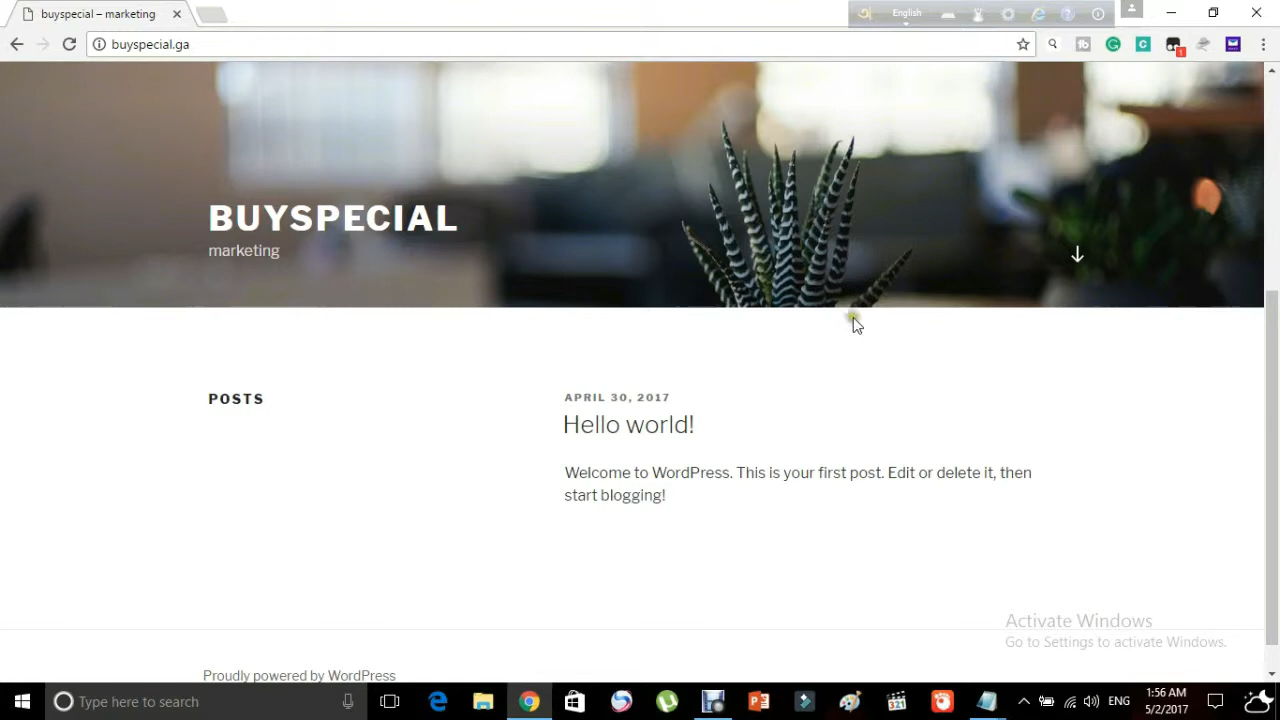 buyspecial – marketing
English
buyspecial.ga
1
BUYSPECIAL
marketing
POSTS
APRIL 30, 2017
Hello world!
Welcome to WordPress. This is your first post. Edit or delete it, then
start blogging!
Activate Windows
Go to Settings to activate Windows.
Proudly powered by WordPress
Type here to search
321
ENG
1:56 AM
5/2/2017